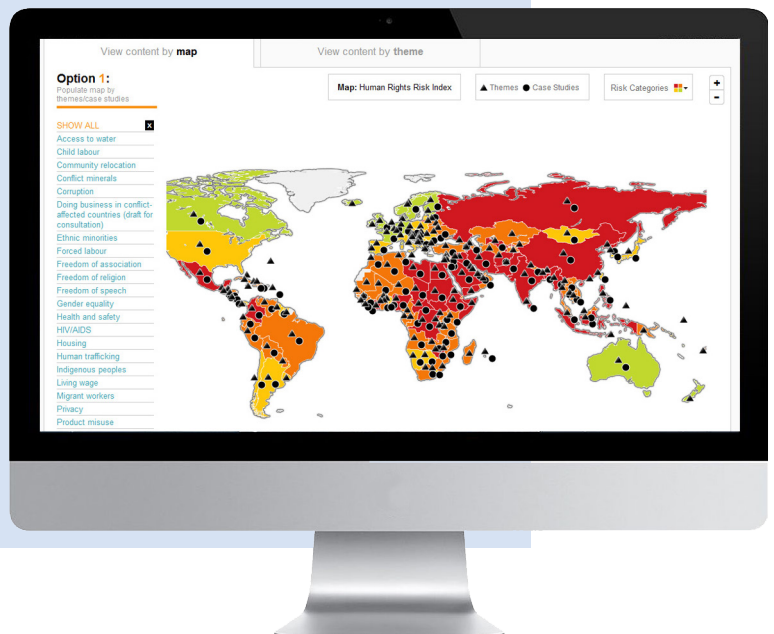 View content by map
View content by theme
Option 1:
Populate map by
themes/case studies
Map: Human Rights Risk Index
Themes
Case Studies
Risk Categories
+
-
SHOW ALL
X
Access to water
Child labour
Community relocation
Conflict minerals
Corruption
Doing business in conflict-
affected countries (draft for
consultation)
Ethnic minorities
Forced labour
Freedom of association
Freedom of religion
Freedom of speech
Gender equality
Health and safety
HIV/AIDS
Housing
Human trafficking
Indigenous peoples
Living wage
Migrant workers
Privacy
Product misuse